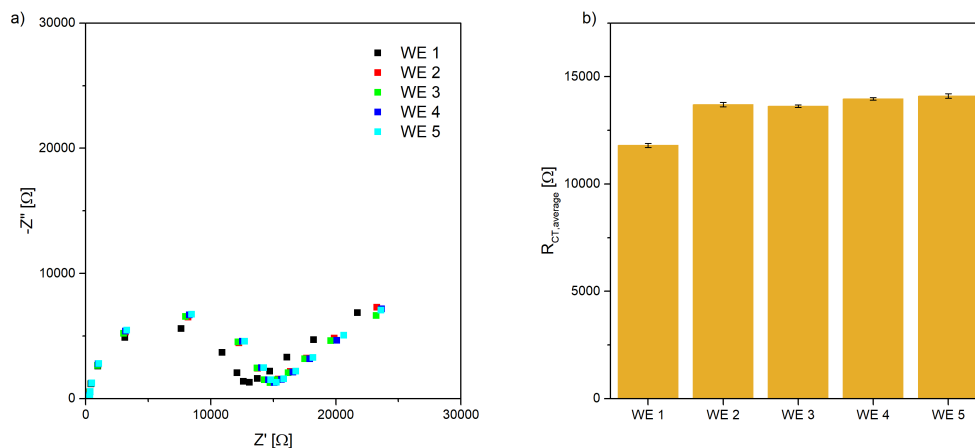 a)
30000
20000
10000
0
-Z'' [Ω]
0
10000
20000
30000
Z' [Ω]
WE 1
WE 2
WE 3
WE 4
WE 5
b)
15000
10000
5000
0
R_CT,average [Ω]
WE 1
WE 2
WE 3
WE 4
WE 5